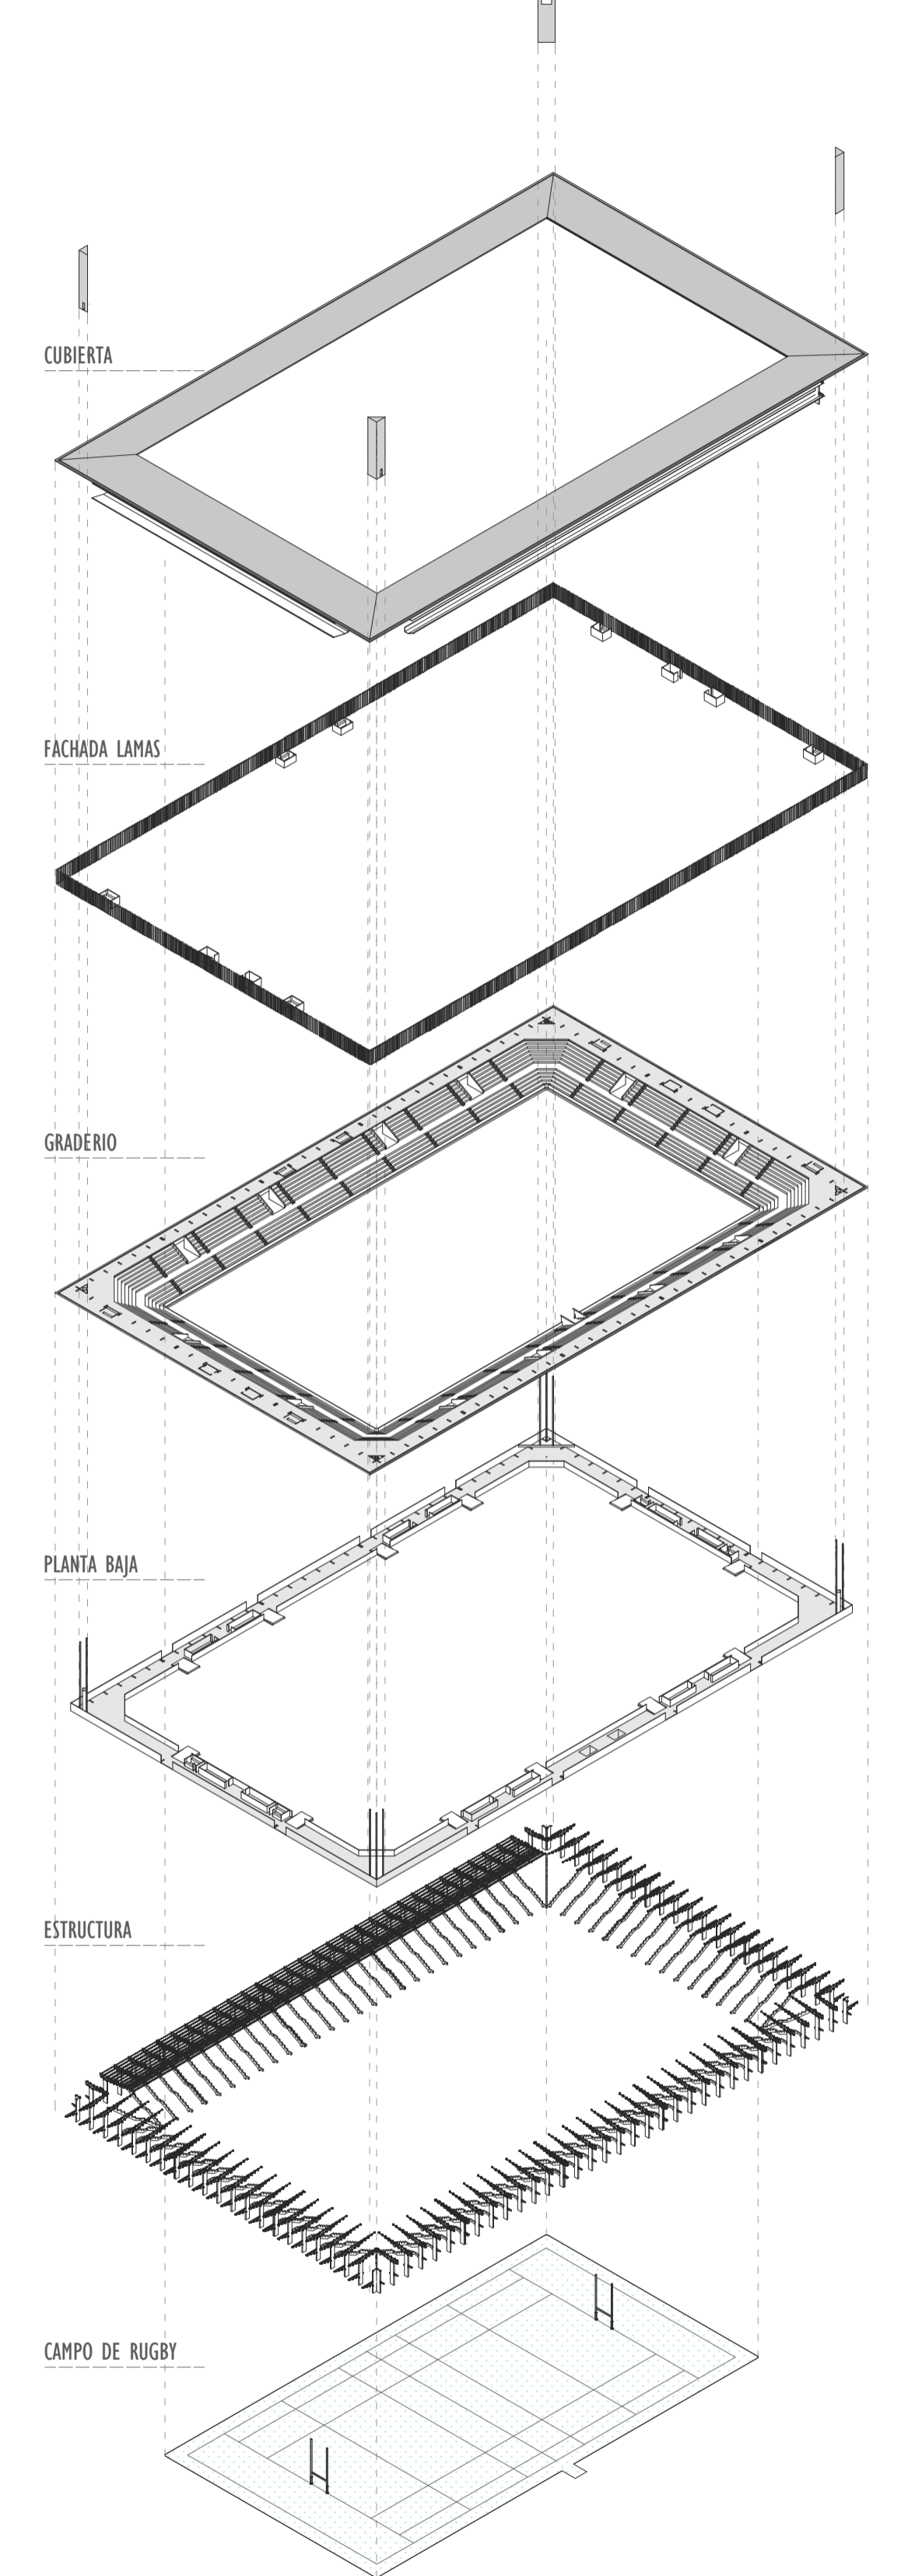 CUBIERTA
FACHADA LAMAS
GRADERIO
PLANTA BAJA
ESTRUCTURA
CAMPO DE RUGBY